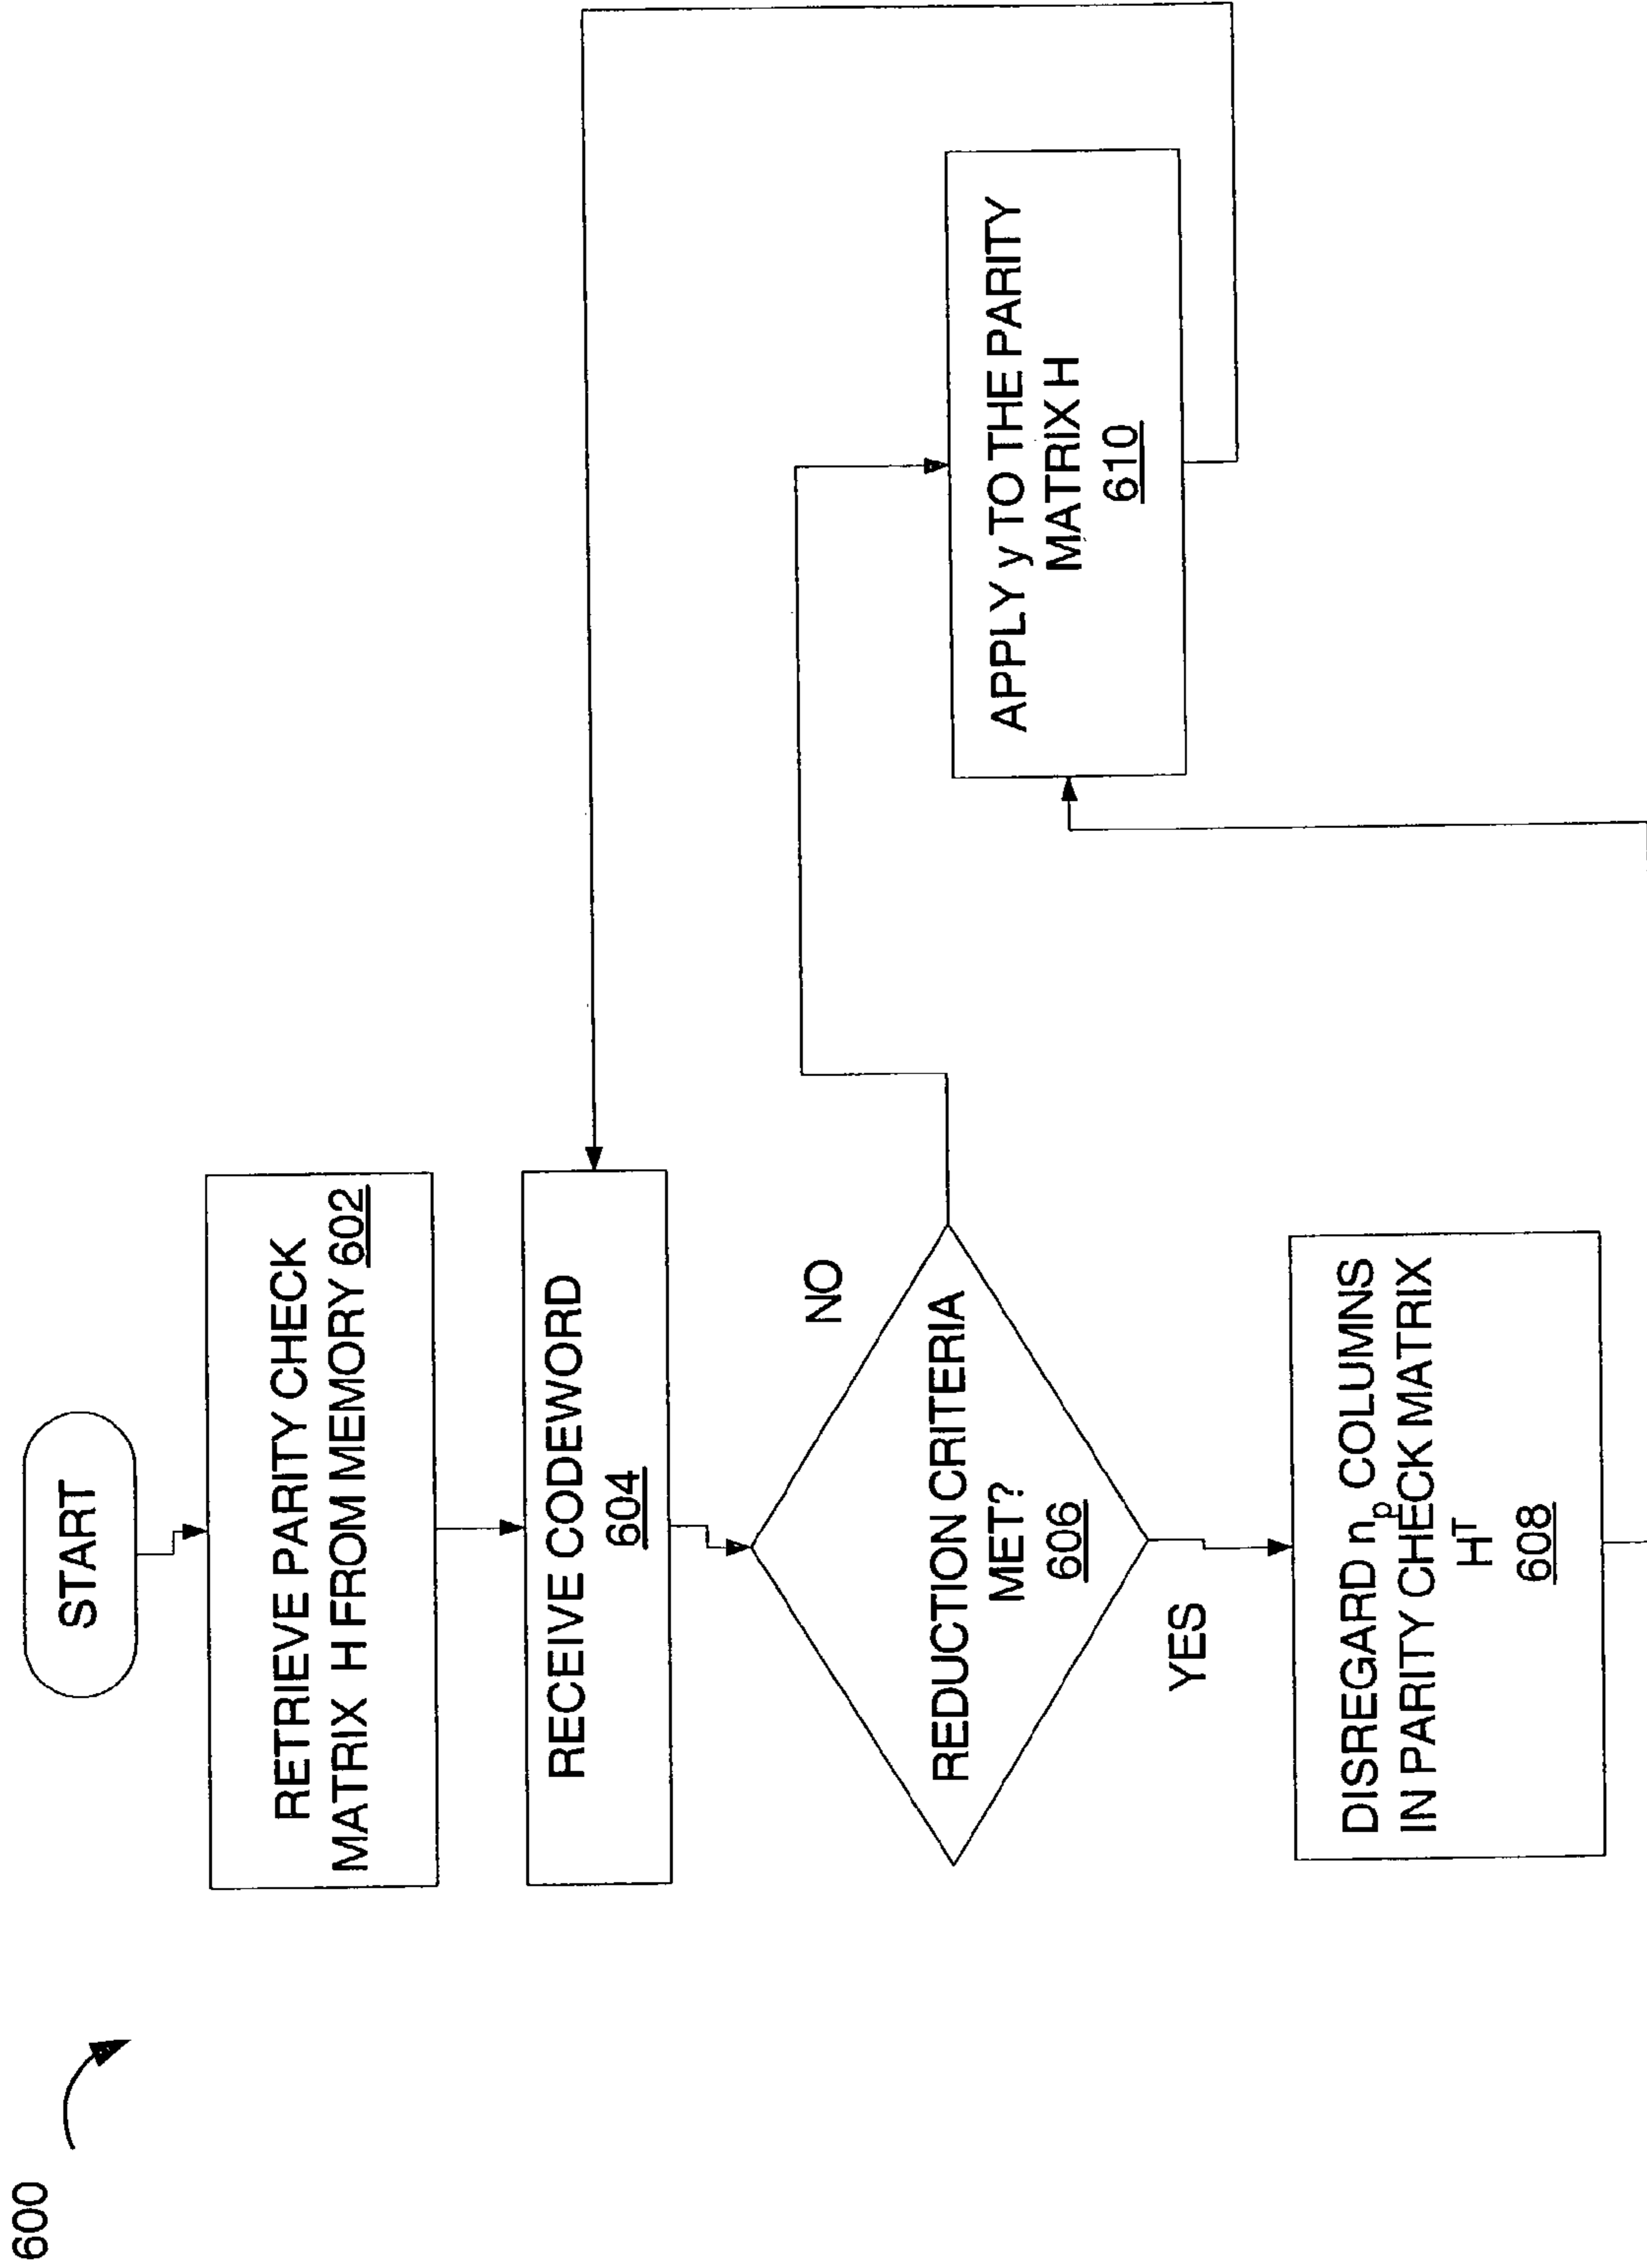 600
START
RETRIEVE PARITY CHECK
MATRIX H FROM MEMORY 602
RECEIVE CODEWORD
604
REDUCTION CRITERIA
MET?
606
NO
YES
DISREGARD nₚ COLUMNS
IN PARITY CHECK MATRIX
Hᵀ
608
APPLY y TO THE PARITY
MATRIX H
610